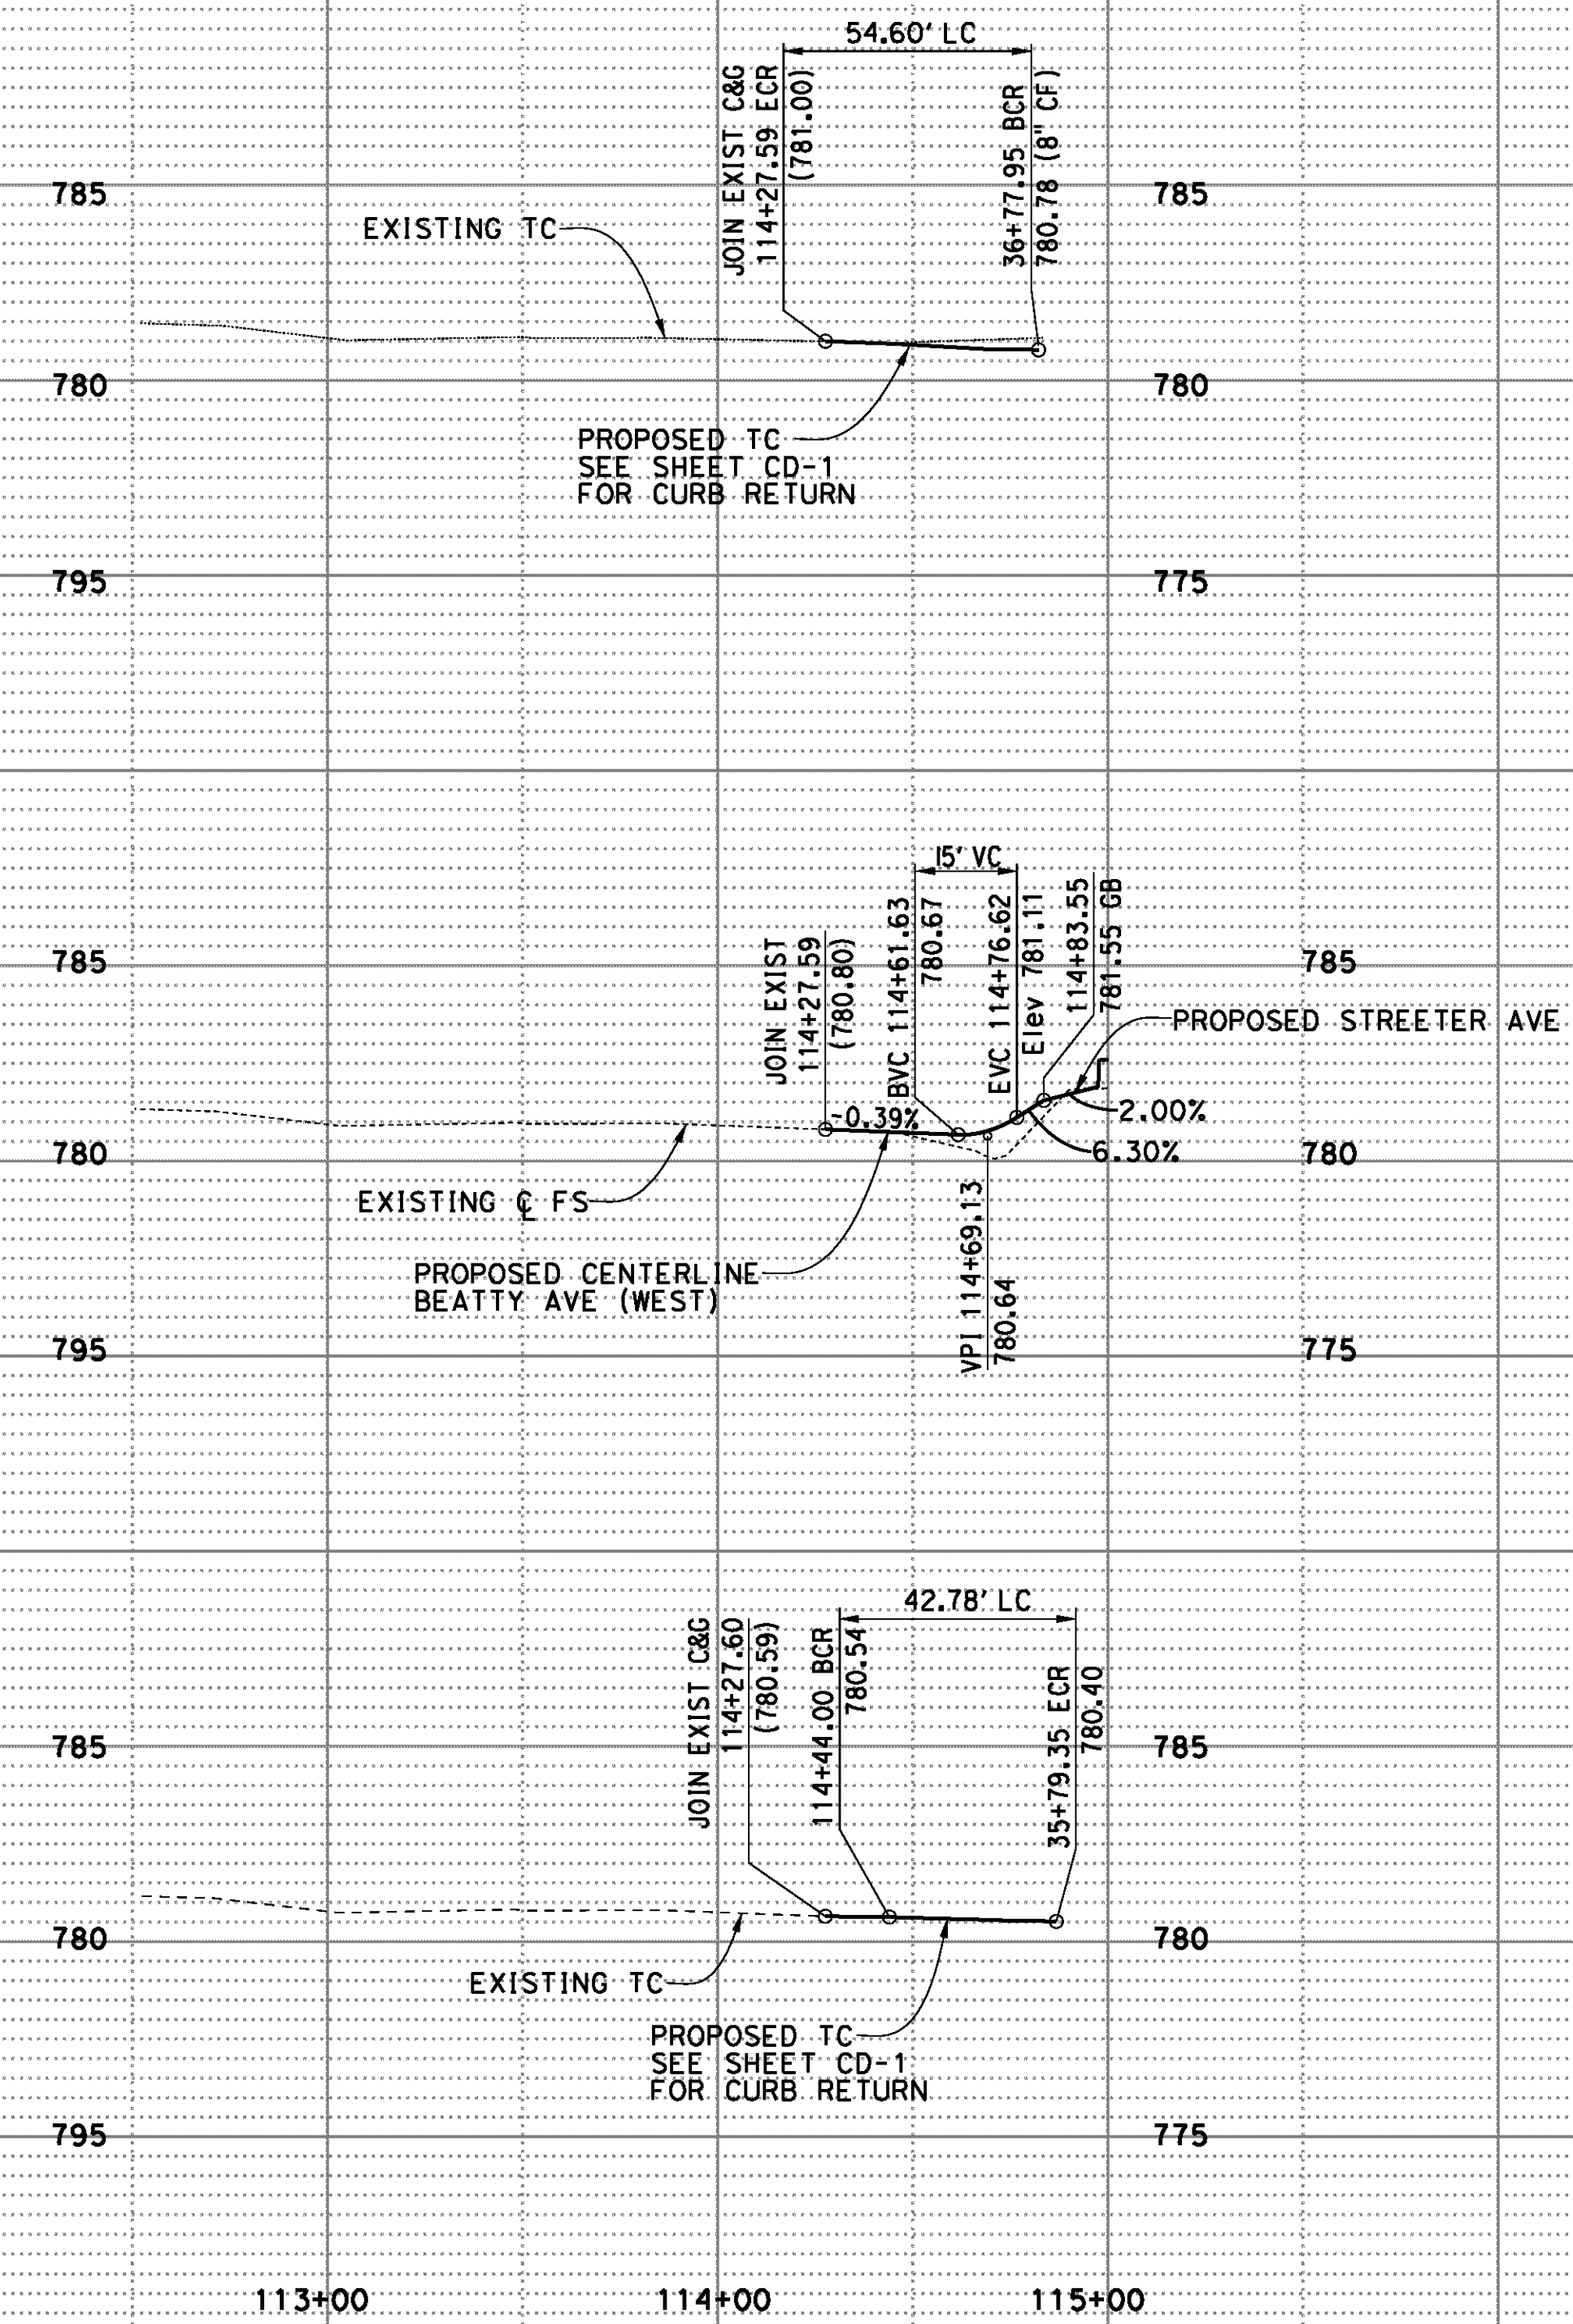 54.60' LC
JOIN EXIST C&G
114+27.59 ECR
(781.00)
36+77.95 BCR
780.78 (8" CF)
785
785
EXISTING TC
780
780
PROPOSED TC
SEE SHEET CD-1
FOR CURB RETURN
795
775
15' VC
JOIN EXIST
114+27.59
(780.80)
BVC 114+61.63
780.67
EVC 114+76.62
Elev 781.11
114+83.55
781.55 GB
785
785
PROPOSED STREETER AVE
-0.39%
-2.00%
6.30%
780
780
EXISTING ℄ FS
VPI 114+69.13
780.64
PROPOSED CENTERLINE
BEATTY AVE (WEST)
795
775
42.78' LC
JOIN EXIST C&G
114+27.60
(780.59)
114+44.00 BCR
780.54
35+79.35 ECR
780.40
785
785
780
780
EXISTING TC
PROPOSED TC
SEE SHEET CD-1
FOR CURB RETURN
795
775
113+00
114+00
115+00